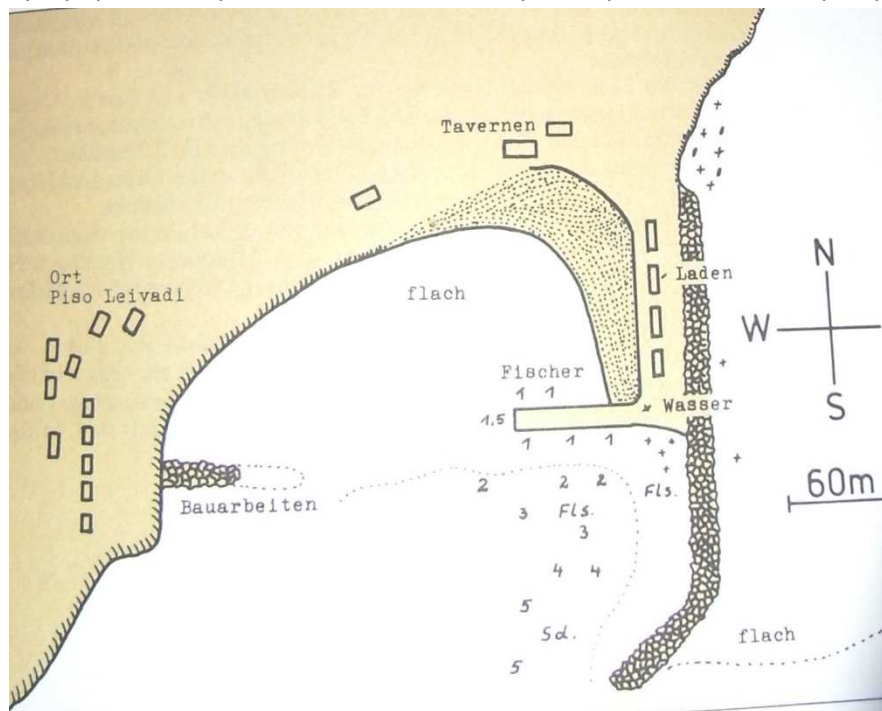 Tavernen
Ort
Piso Leivadi
flach
Laden
N
W
S
Fischer
1 1
1,5
Wasser
1 1 1
60m
Bauarbeiten
2 2 2
Fls.
3 Fls.
3
4 4
5
Sd.
flach
5